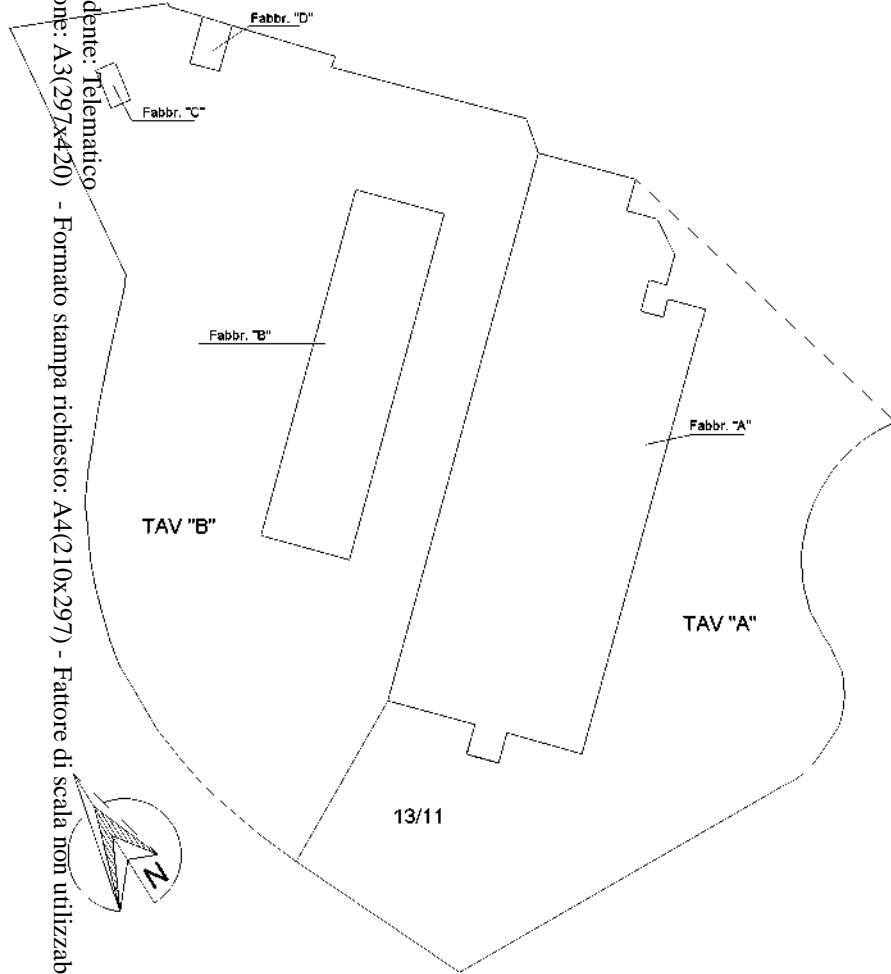 Fabbr. "D"
Fabbr. "C"
Fabbr. "B"
Fabbr. "A"
TAV "B"
TAV "A"
13/11
N
dente: Telematico
one: A3(297x420) - Formato stampa richiesto: A4(210x297) - Fattore di scala non utilizzab